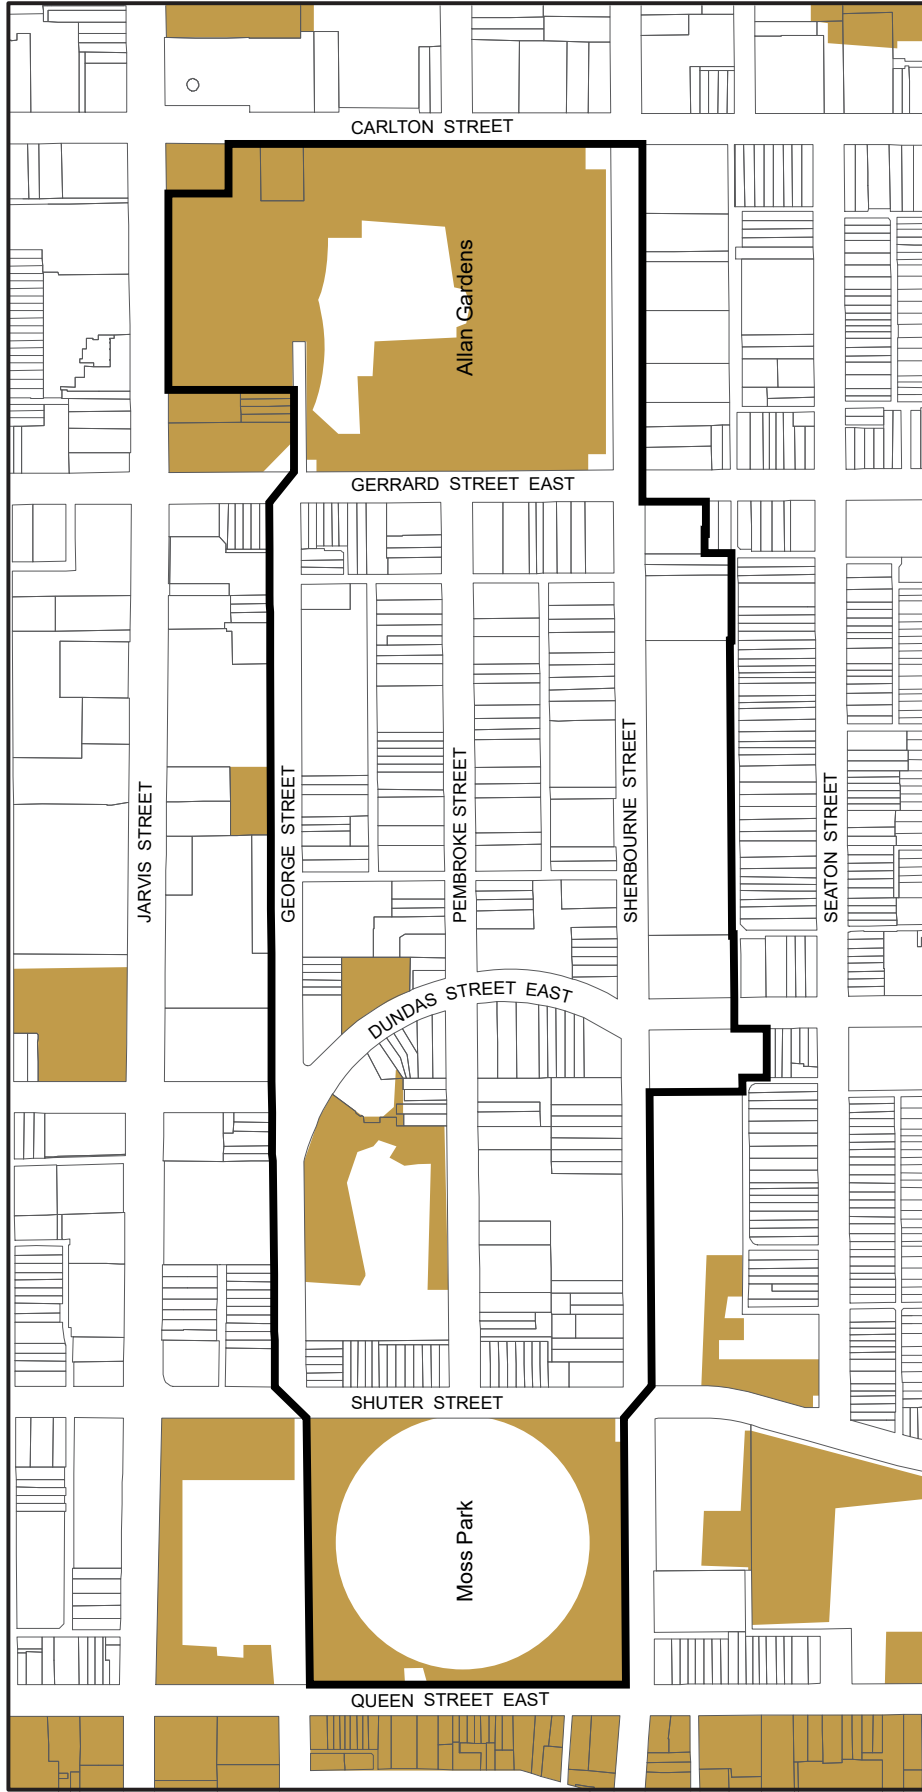 CARLTON STREET
Allan Gardens
GERRARD STREET EAST
JARVIS STREET
GEORGE STREET
PEMBROKE STREET
SHERBOURNE STREET
SEATON STREET
DUNDAS STREET EAST
SHUTER STREET
Moss Park
QUEEN STREET EAST